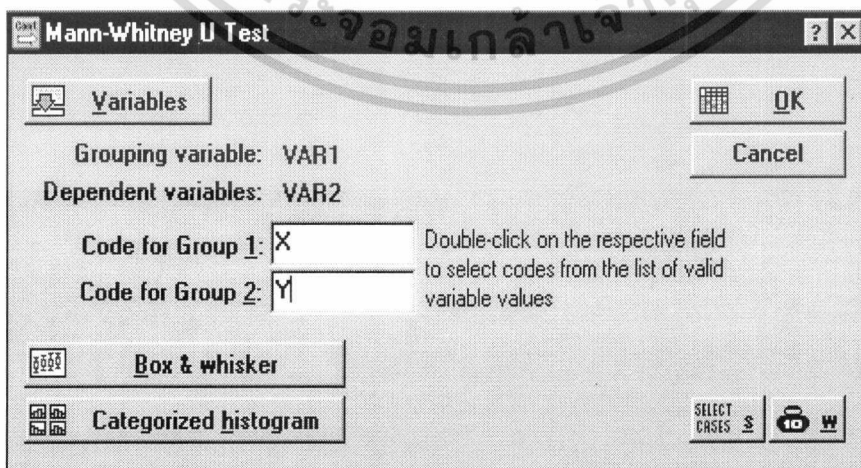 Mann-Whitney U Test
Variables
OK
Grouping variable: VAR1
Cancel
Dependent variables: VAR2
Code for Group 1: X
Code for Group 2: Y
Double-click on the respective field
to select codes from the list of valid
variable values
Box & whisker
Categorized histogram
SELECT
CASES S
W